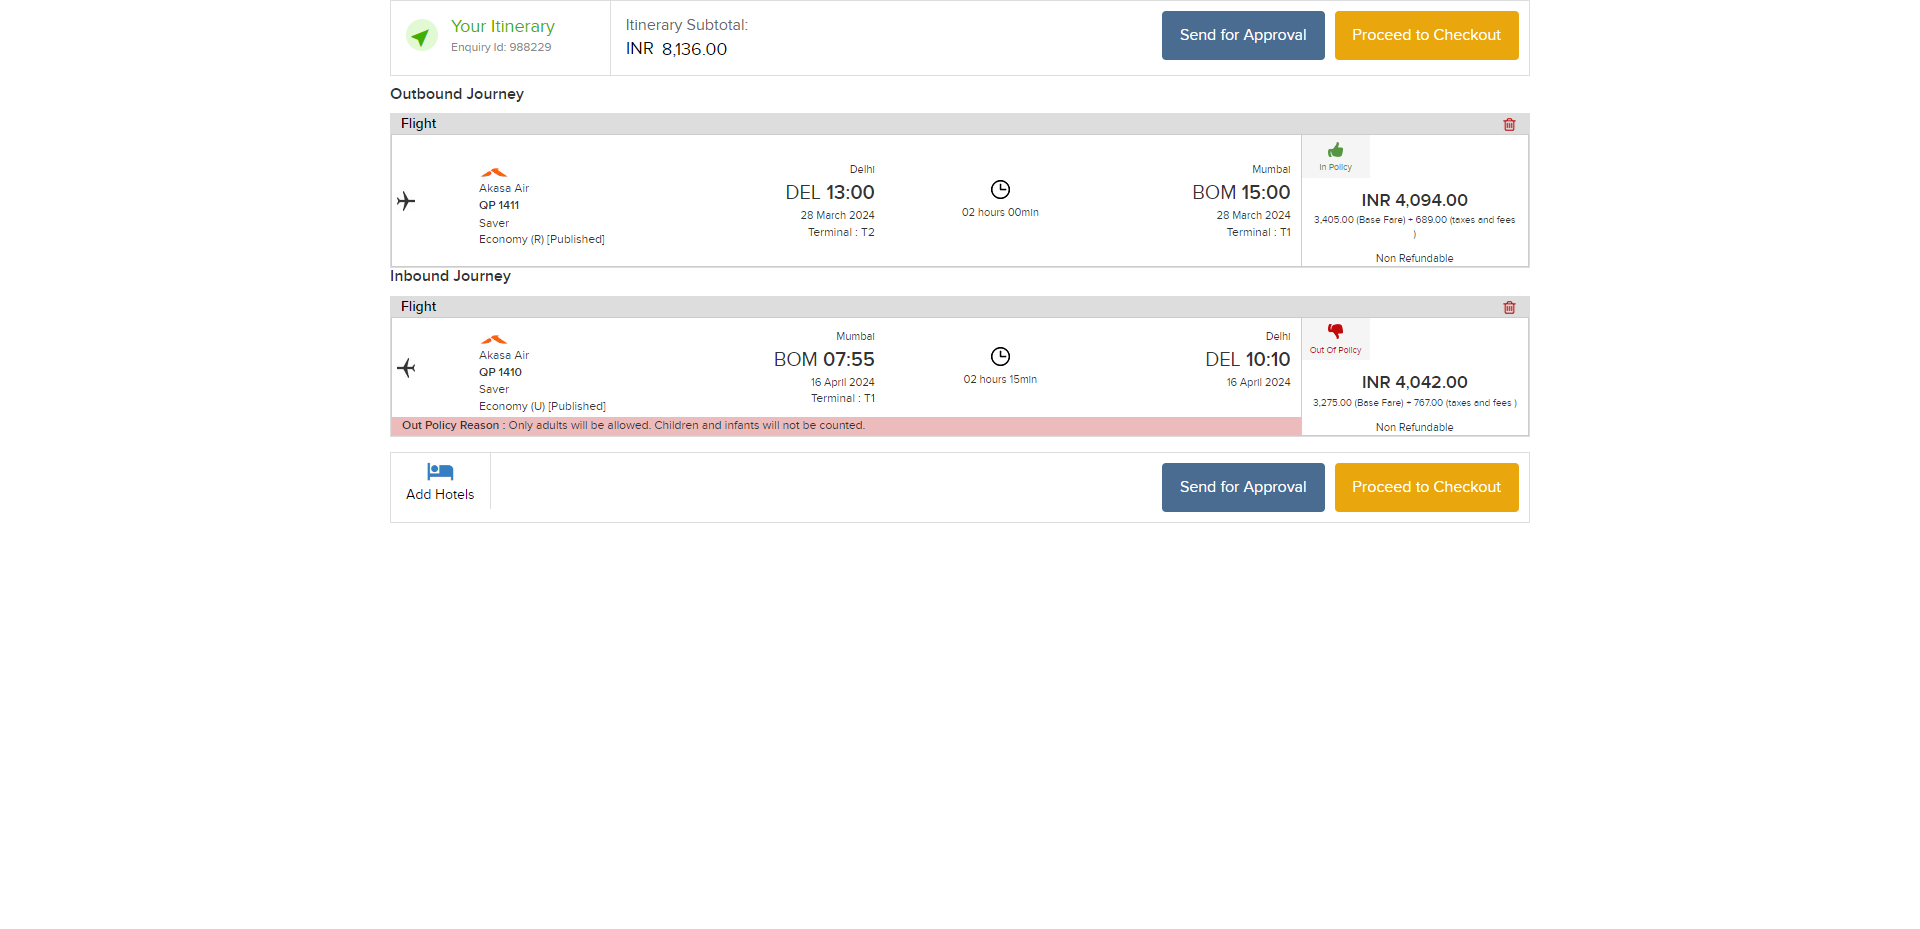 Your Itinerary
Enquiry Id: 988229
Itinerary Subtotal:
INR 8,136.00
Send for Approval
Proceed to Checkout
Outbound Journey
Flight
Akasa Air
QP 1411
Saver
Economy (R) [Published]
Delhi
DEL 13:00
28 March 2024
Terminal : T2
02 hours 00min
Mumbai
BOM 15:00
28 March 2024
Terminal : T1
In Policy
INR 4,094.00
3,405.00 (Base Fare) + 689.00 (taxes and fees
)
Non Refundable
Inbound Journey
Flight
Akasa Air
QP 1410
Saver
Economy (U) [Published]
Mumbai
BOM 07:55
16 April 2024
Terminal : T1
02 hours 15min
Delhi
DEL 10:10
16 April 2024
Out Of Policy
INR 4,042.00
3,275.00 (Base Fare) + 767.00 (taxes and fees )
Non Refundable
Out Policy Reason : Only adults will be allowed. Children and infants will not be counted.
Add Hotels
Send for Approval
Proceed to Checkout